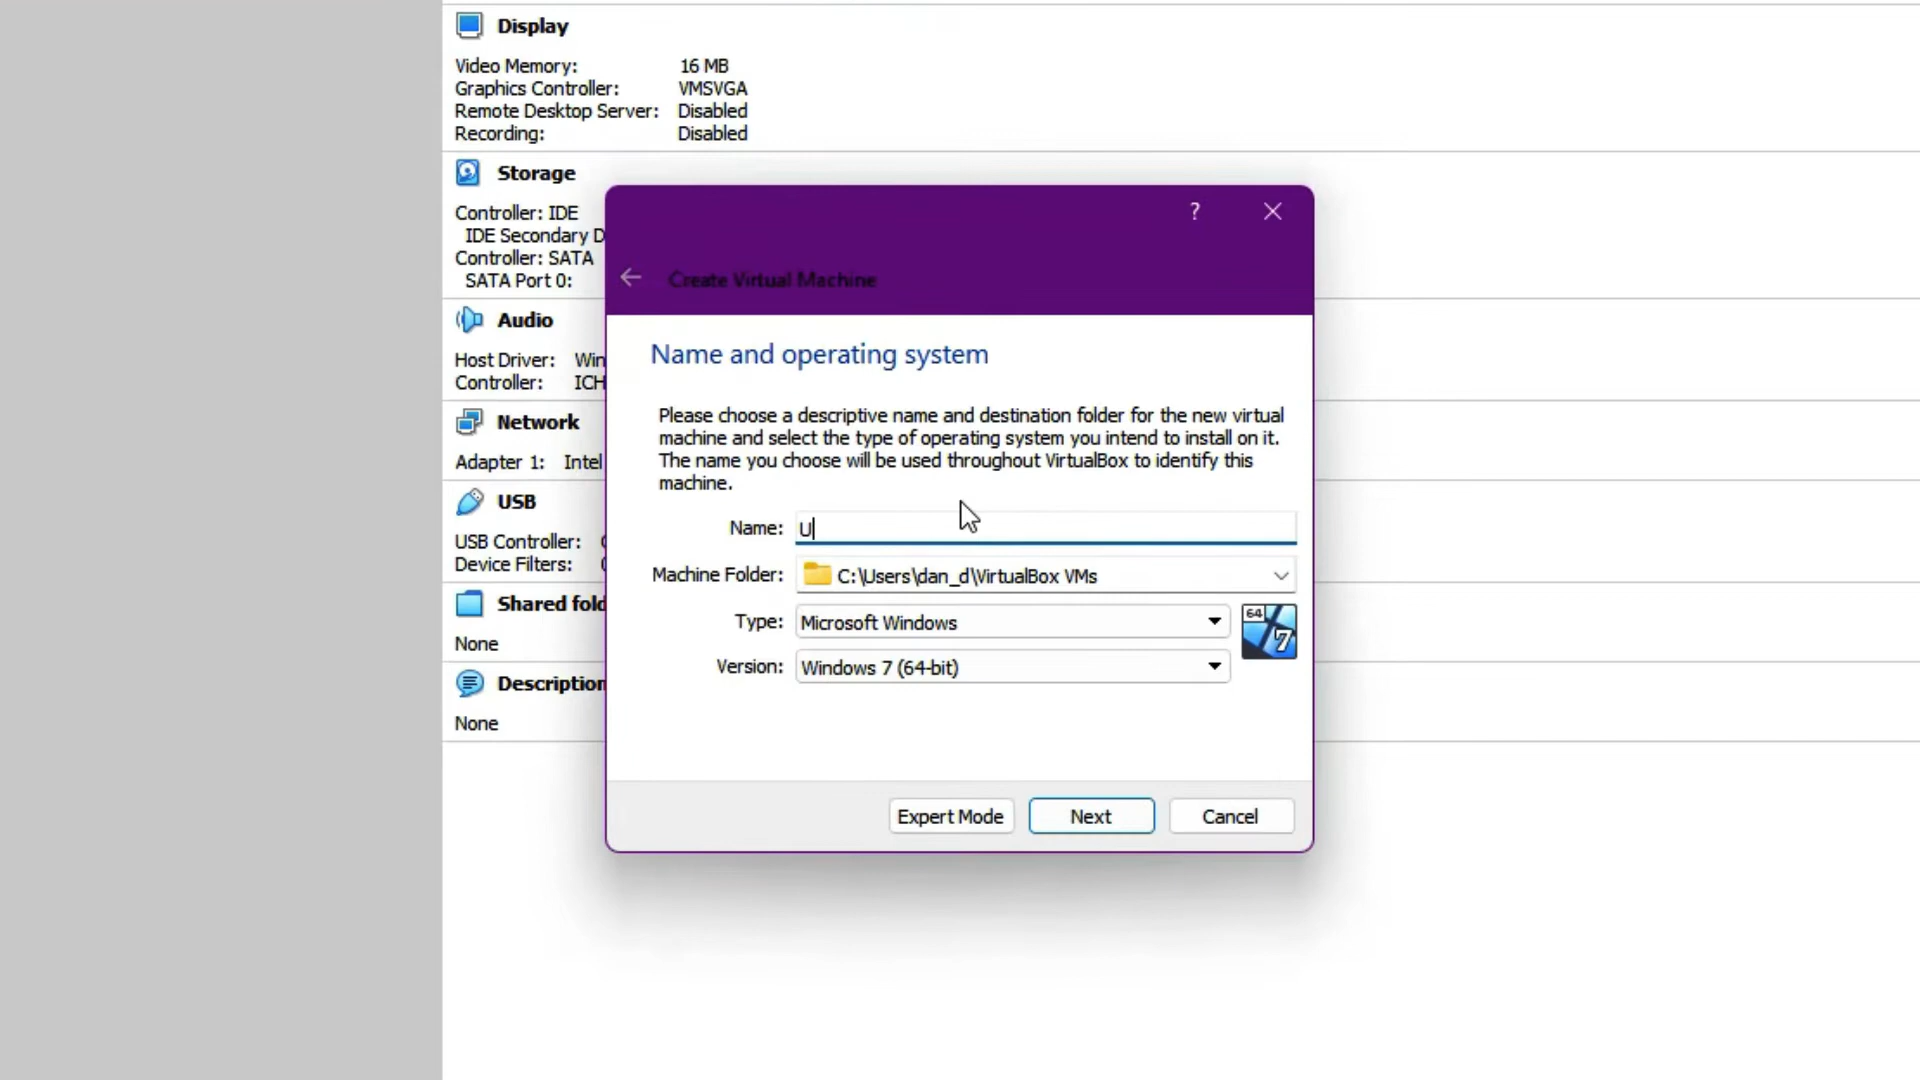 Display
Video Memory: 16 MB
Graphics Controller: VMSVGA
Remote Desktop Server: Disabled
Recording: Disabled
Storage
Controller: IDE
IDE Secondary D
Controller: SATA
SATA Port 0:
Audio
Host Driver: Win
Controller: ICH
Network
Adapter 1: Intel
USB
USB Controller:
Device Filters:
Shared fold
None
Description
None
?
Create Virtual Machine
Name and operating system
Please choose a descriptive name and destination folder for the new virtual
machine and select the type of operating system you intend to install on it.
The name you choose will be used throughout VirtualBox to identify this
machine.
Name: U
Machine Folder: C:\Users\dan_d\VirtualBox VMs
Type: Microsoft Windows
64
7
Version: Windows 7 (64-bit)
Expert Mode Next Cancel